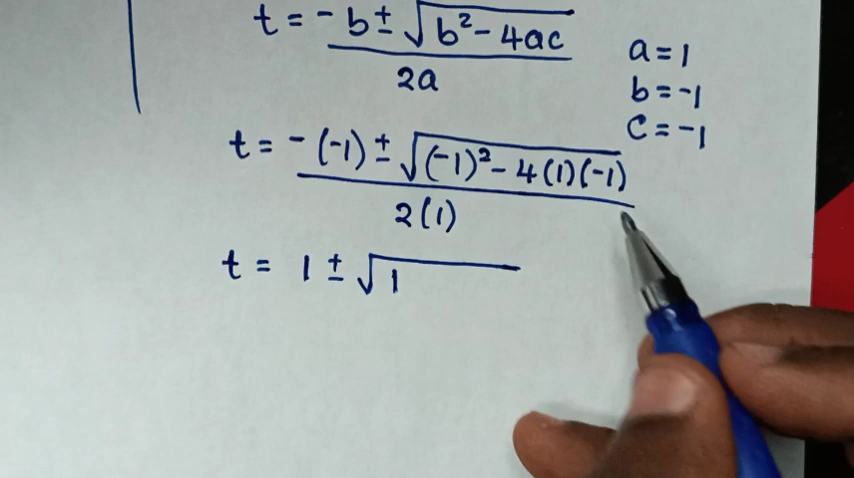 t = -b ± √(b² - 4ac) / 2a
a = 1
b = -1
c = -1
t = -(-1) ± √((-1)² - 4(1)(-1)) / 2(1)
t = 1 ± √1